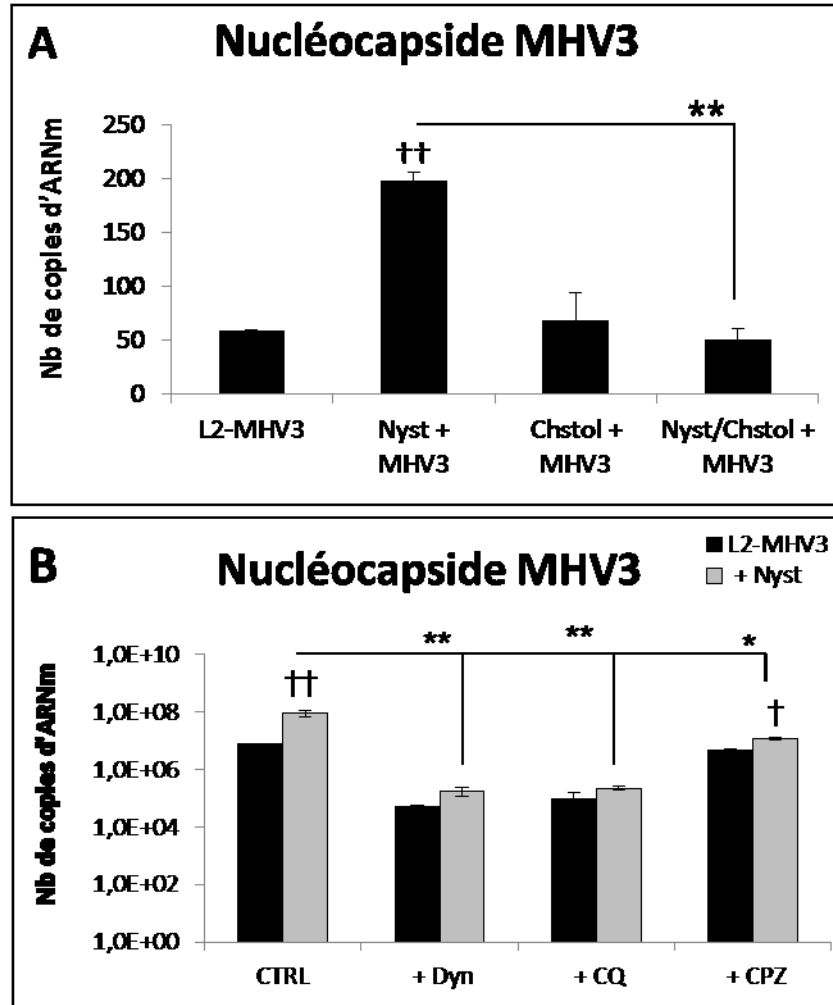 A
Nucléocapside MHV3
Nb de coples d'ARNm
250
200
150
100
50
0
††
**
L2-MHV3
Nyst +
MHV3
Chstol +
MHV3
Nyst/Chstol +
MHV3
B
Nucléocapside MHV3
L2-MHV3
+ Nyst
Nb de coples d'ARNm
1,0E+10
1,0E+08
1,0E+06
1,0E+04
1,0E+02
1,0E+00
††
**
**
*
†
CTRL
+ Dyn
+ CQ
+ CPZ